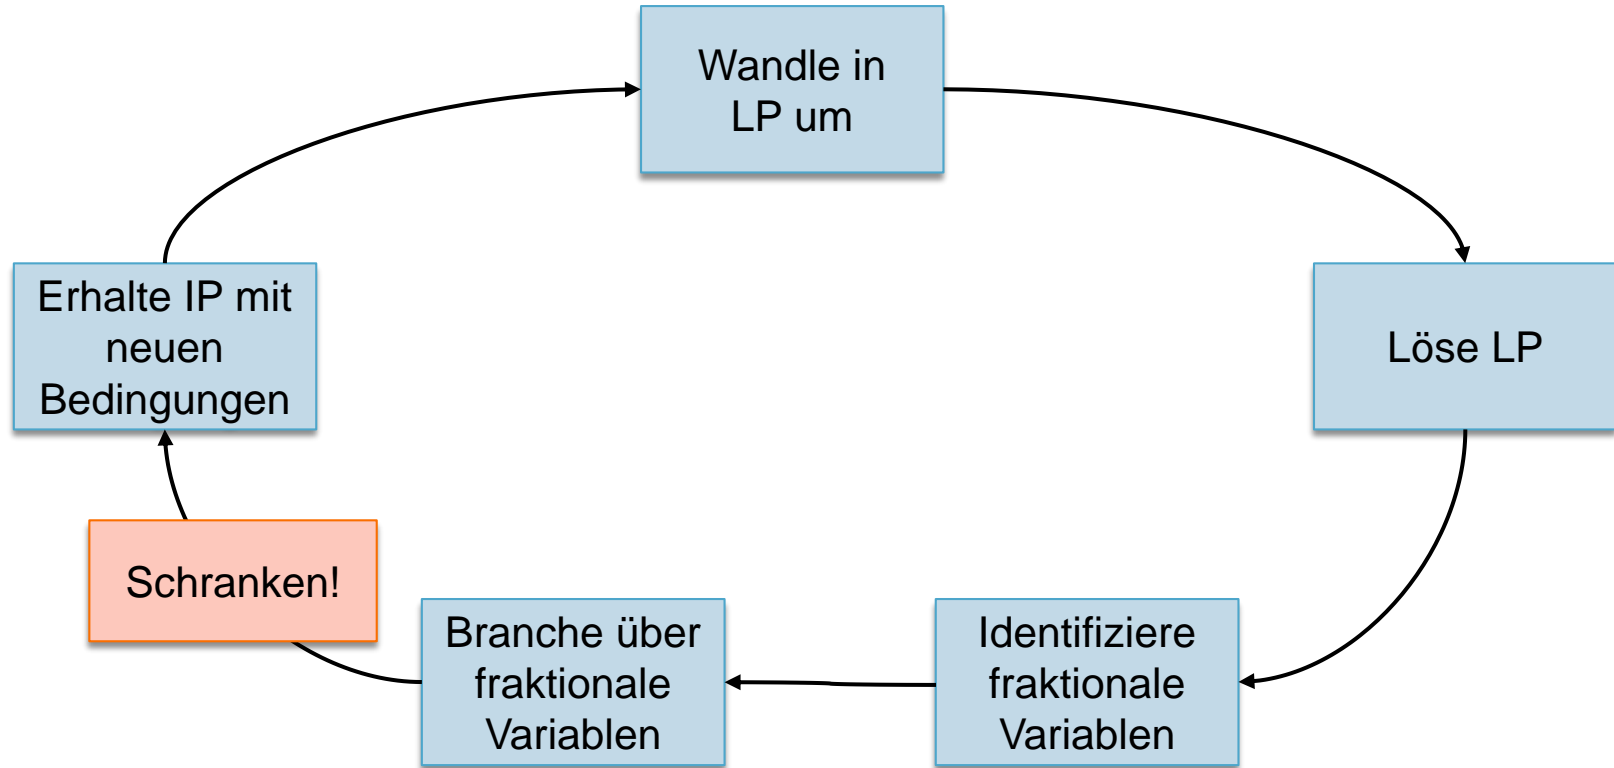 Wandle in
LP um
Erhalte IP mit
neuen
Bedingungen
Löse LP
Schranken!
Branche über
fraktionale
Variablen
Identifiziere
fraktionale
Variablen